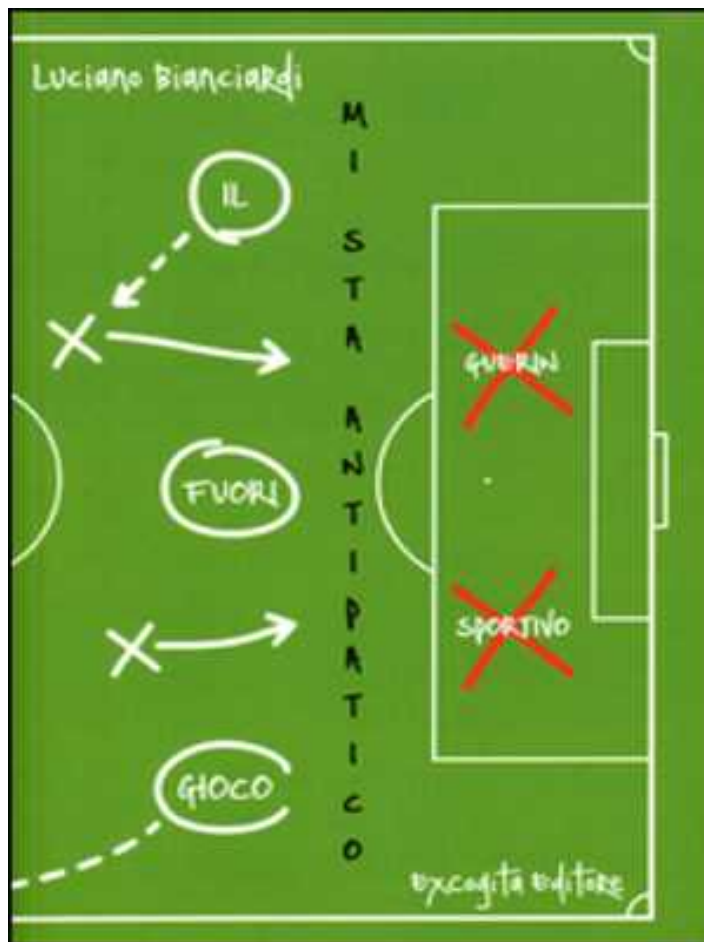 Luciano Bianciardi
IL
FUORI
GIOCO
MI STA ANTIPATICO
GUERIN
SPORTIVO
Excogita Editore